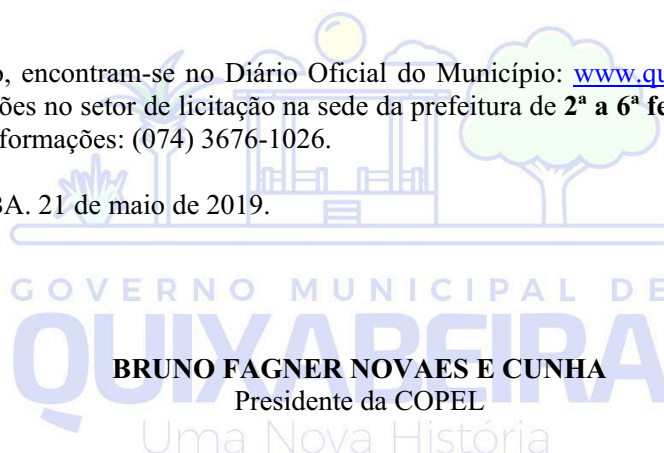 o, encontram-se no Diário Oficial do Município: www.qu
ões no setor de licitação na sede da prefeitura de 2ª a 6ª fe
formações: (074) 3676-1026.
BA. 21 de maio de 2019.
GOVERNO MUNICIPAL DE
QUIXABEIRA
BRUNO FAGNER NOVAES E CUNHA
Presidente da COPEL
Uma Nova História